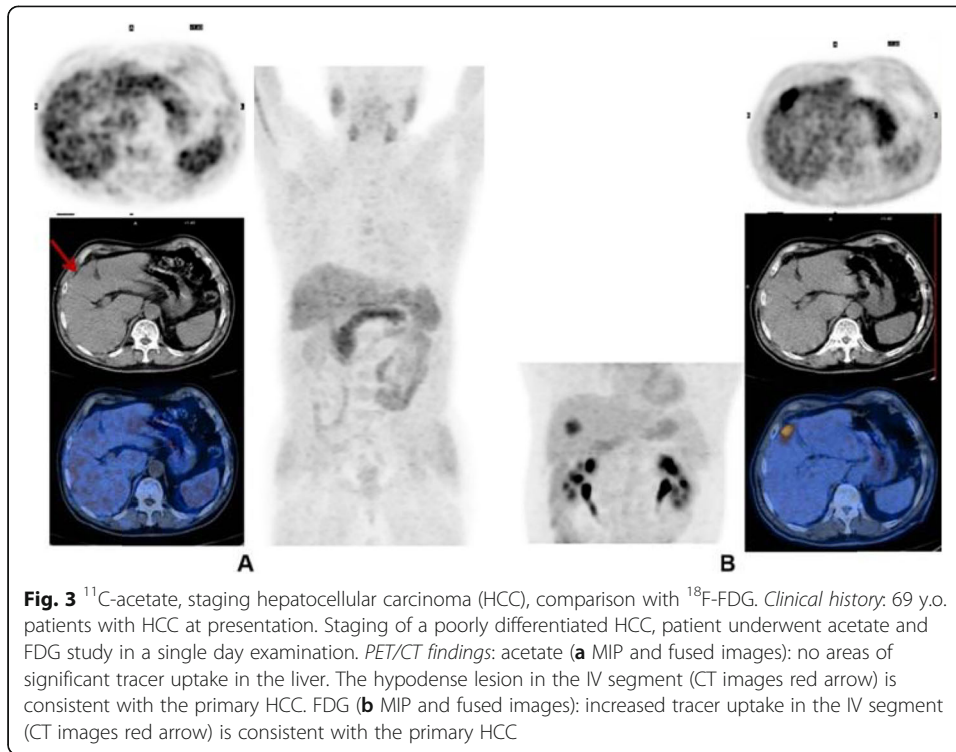 A
B
Fig. 3 ¹¹C-acetate, staging hepatocellular carcinoma (HCC), comparison with ¹⁸F-FDG. Clinical history: 69 y.o.
patients with HCC at presentation. Staging of a poorly differentiated HCC, patient underwent acetate and
FDG study in a single day examination. PET/CT findings: acetate (a MIP and fused images): no areas of
significant tracer uptake in the liver. The hypodense lesion in the IV segment (CT images red arrow) is
consistent with the primary HCC. FDG (b MIP and fused images): increased tracer uptake in the IV segment
(CT images red arrow) is consistent with the primary HCC